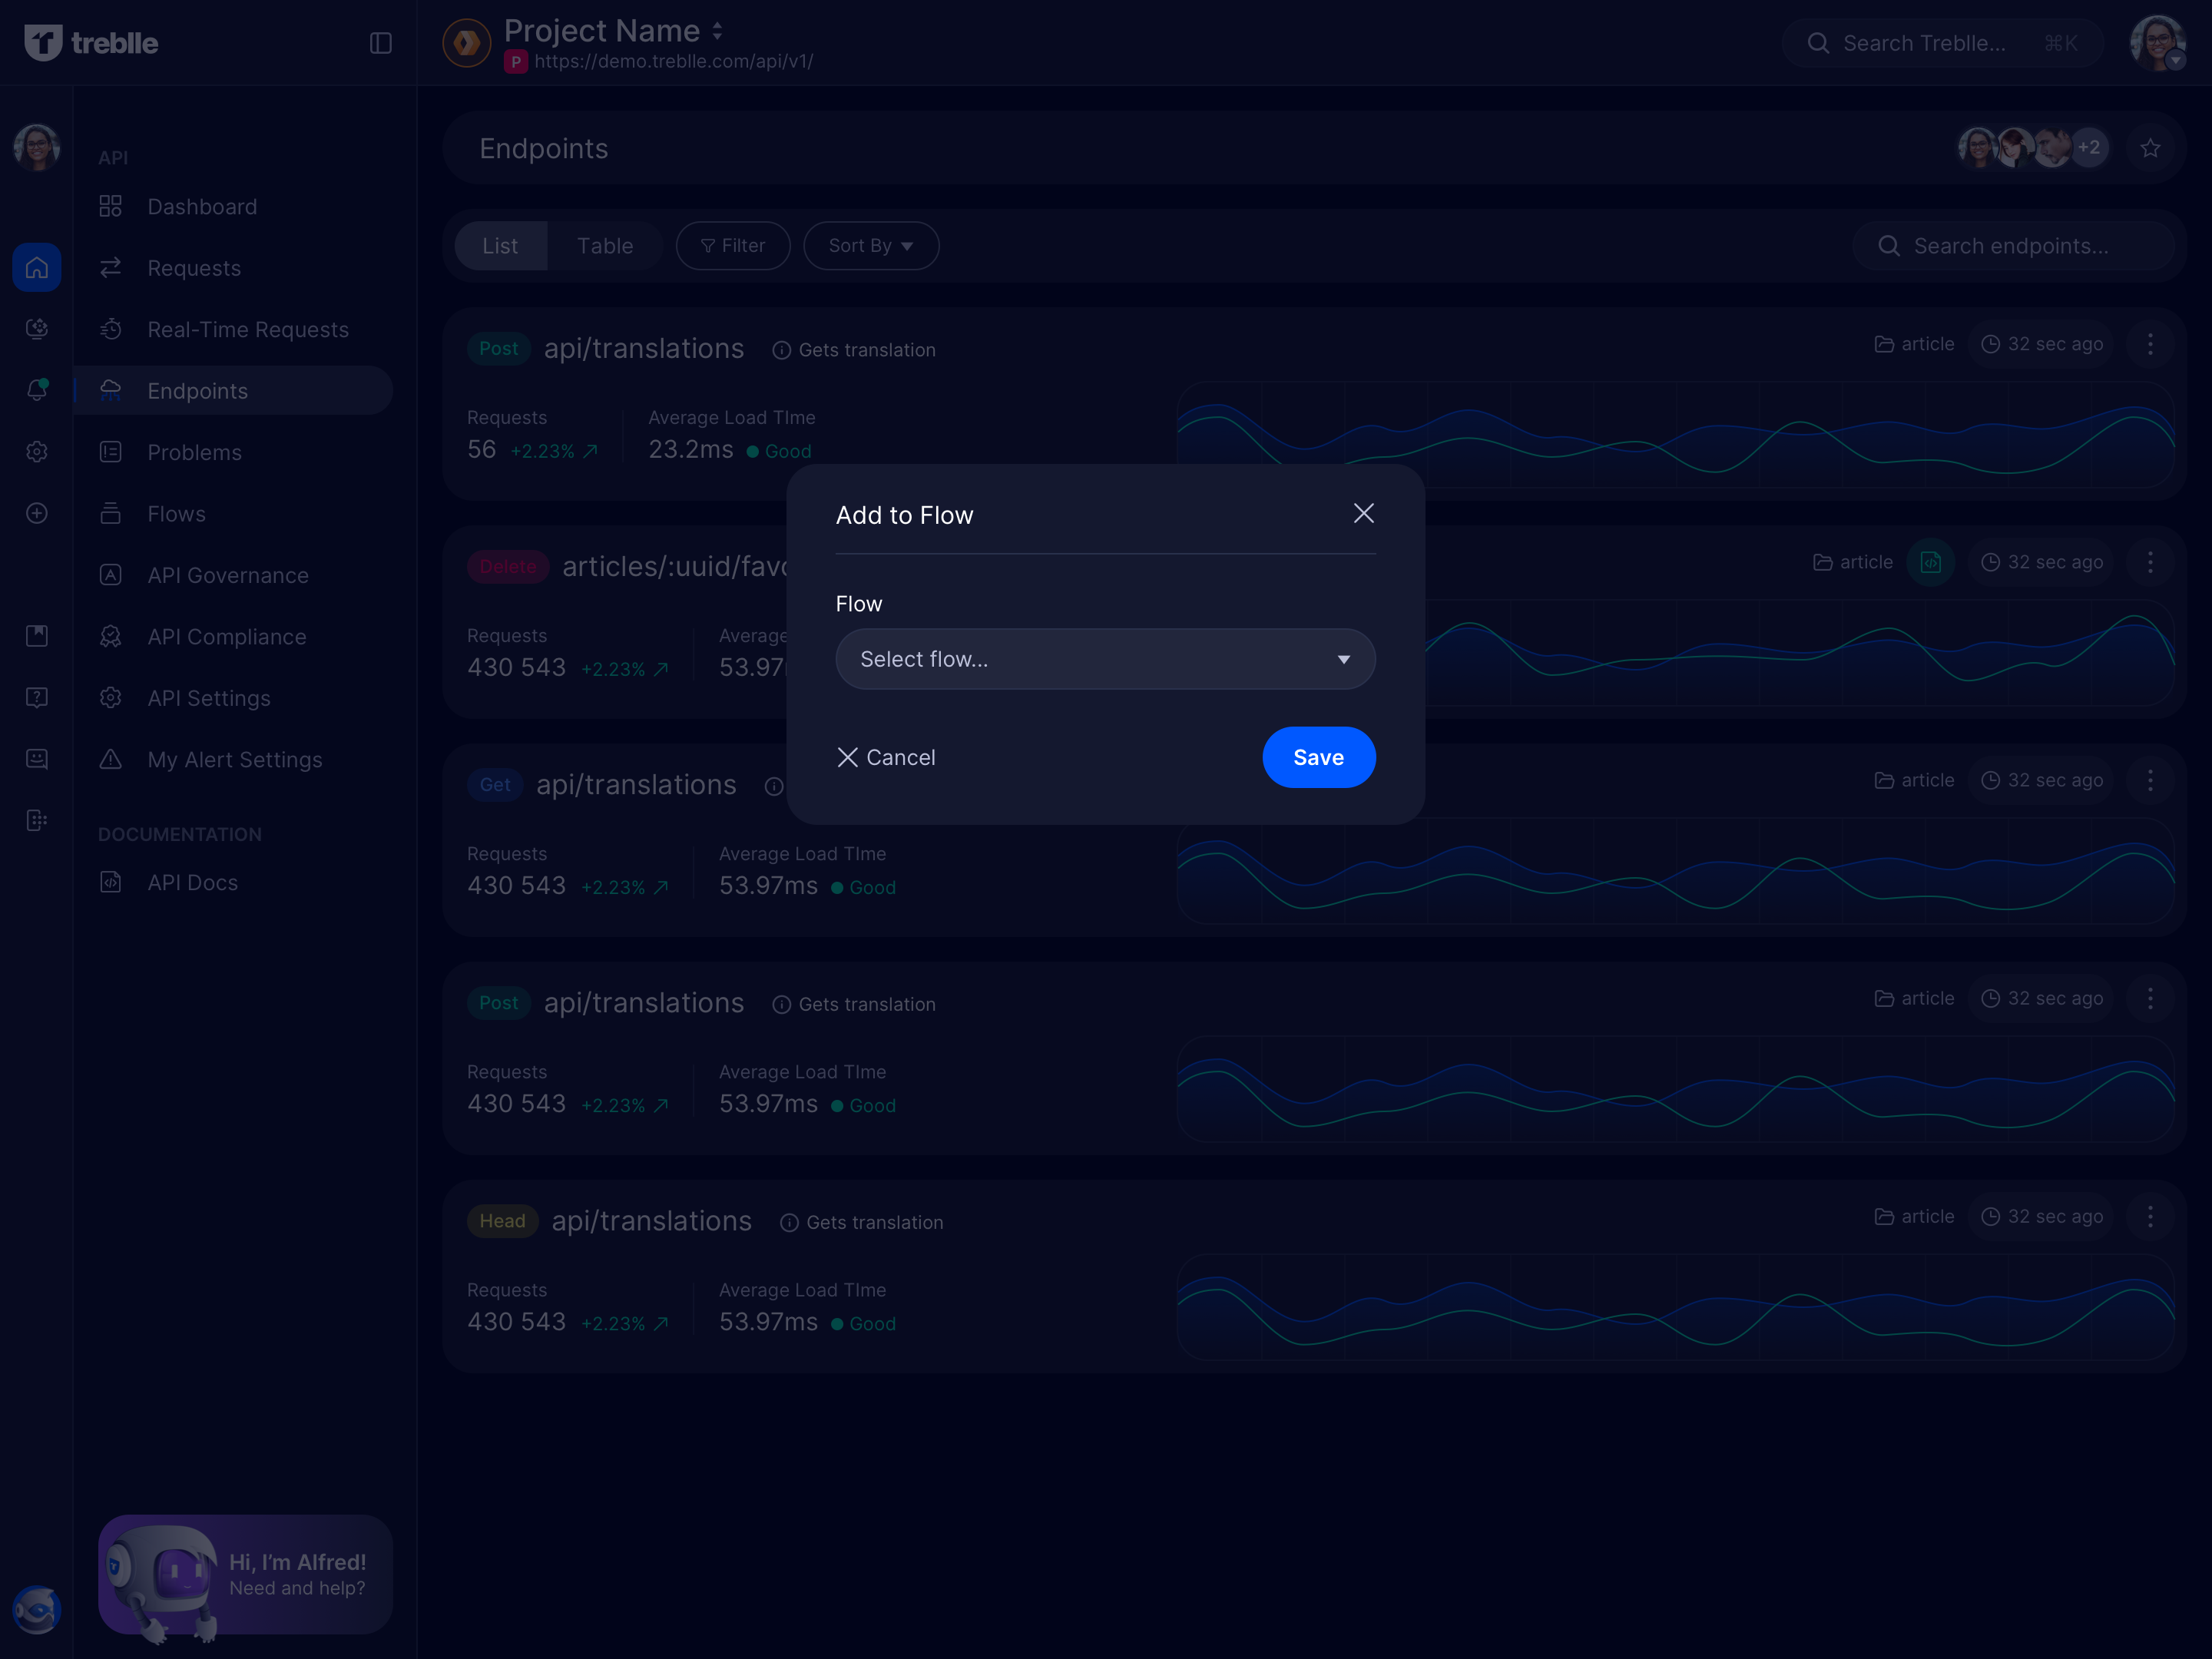 treblle
Project Name
P https://demo.treblle.com/api/v1/
Search Treblle... ⌘K
API
Dashboard
Requests
Real-Time Requests
Endpoints
Problems
Flows
API Governance
API Compliance
API Settings
My Alert Settings
DOCUMENTATION
API Docs
Hi, I’m Alfred!
Need and help?
Endpoints
+2
List Table Filter Sort By
Search endpoints...
Post api/translations Gets translation
article 32 sec ago
Requests Average Load TIme
56 +2.23% 23.2ms Good
Delete articles/:uuid/favo
article 32 sec ago
Requests Average
430 543 +2.23% 53.97
Add to Flow
Flow
Select flow...
Cancel Save
Get api/translations
article 32 sec ago
Requests Average Load TIme
430 543 +2.23% 53.97ms Good
Post api/translations Gets translation
article 32 sec ago
Requests Average Load TIme
430 543 +2.23% 53.97ms Good
Head api/translations Gets translation
article 32 sec ago
Requests Average Load TIme
430 543 +2.23% 53.97ms Good